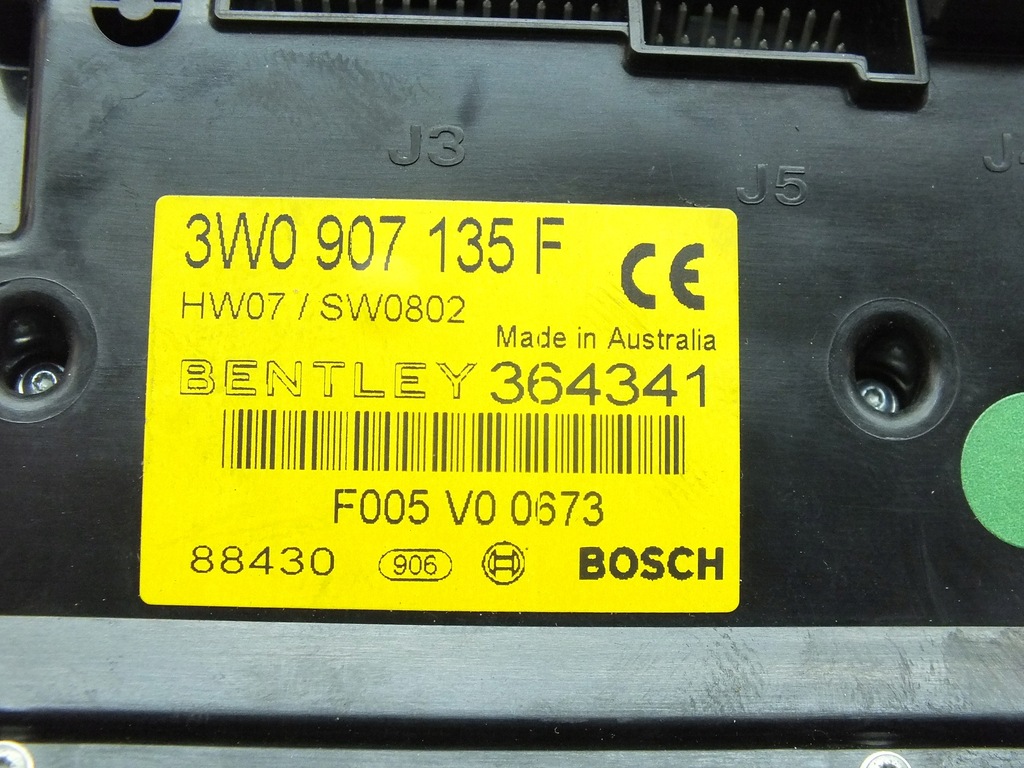 J3
J5
3W0 907 135 F
CE
HW07 / SW0802
Made in Australia
BENTLEY 364341
F005 V0 0673
88430 906 BOSCH